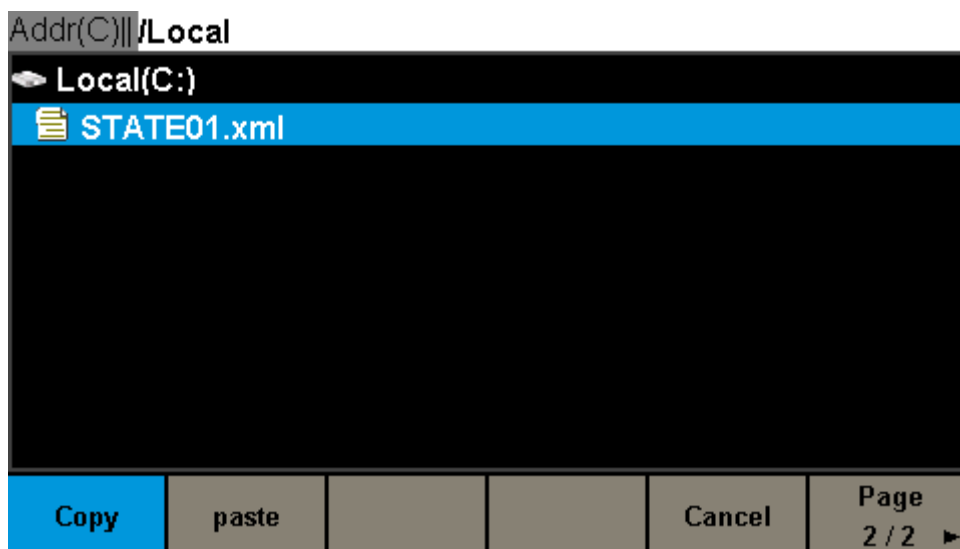 Addr(C)|| /Local
Local(C:)
STATE01.xml
Copy
paste
Cancel
Page
2/2